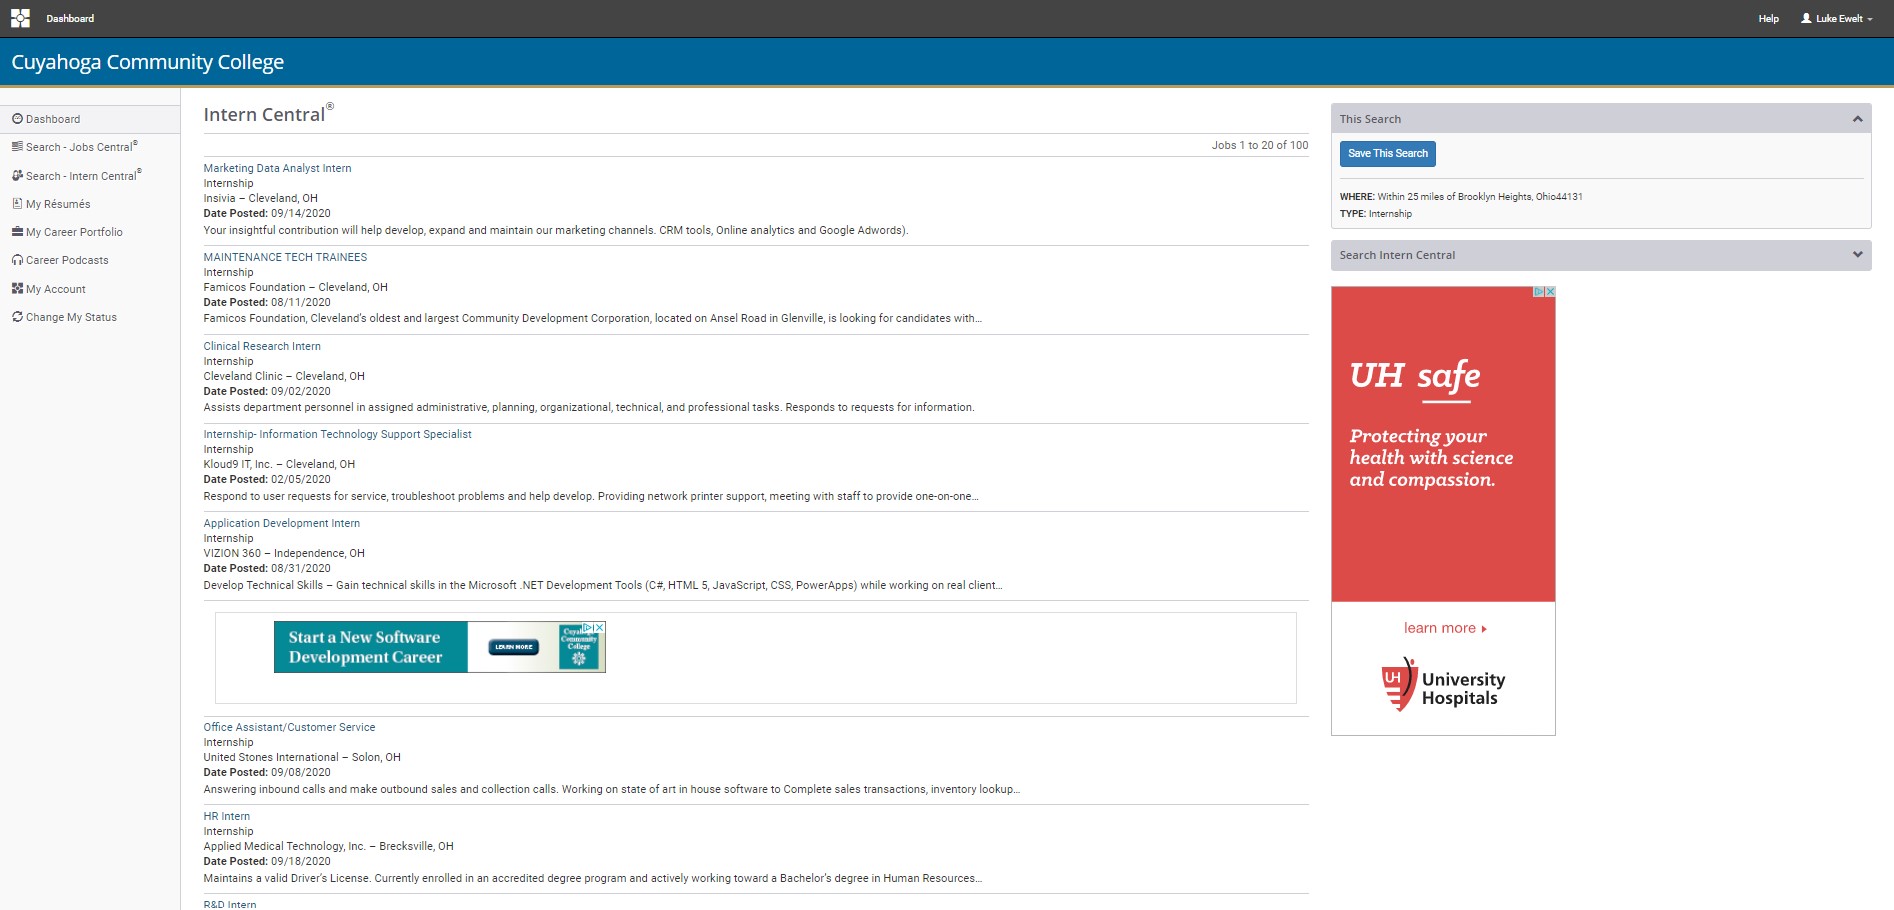 Dashboard
Help
Luke Ewelt
Cuyahoga Community College
Dashboard
Search - Jobs Central®
Search - Intern Central®
My Résumés
My Career Portfolio
Career Podcasts
My Account
Change My Status
Intern Central®
Jobs 1 to 20 of 100
Marketing Data Analyst Intern
Internship
Insivia – Cleveland, OH
Date Posted: 09/14/2020
Your insightful contribution will help develop, expand and maintain our marketing channels. CRM tools, Online analytics and Google Adwords).
MAINTENANCE TECH TRAINEES
Internship
Famicos Foundation – Cleveland, OH
Date Posted: 08/11/2020
Famicos Foundation, Cleveland's oldest and largest Community Development Corporation, located on Ansel Road in Glenville, is looking for candidates with...
Clinical Research Intern
Internship
Cleveland Clinic – Cleveland, OH
Date Posted: 09/02/2020
Assists department personnel in assigned administrative, planning, organizational, technical, and professional tasks. Responds to requests for information.
Internship- Information Technology Support Specialist
Internship
Kloud9 IT, Inc. – Cleveland, OH
Date Posted: 02/05/2020
Respond to user requests for service, troubleshoot problems and help develop. Providing network printer support, meeting with staff to provide one-on-one...
Application Development Intern
Internship
VIZION 360 – Independence, OH
Date Posted: 08/31/2020
Develop Technical Skills – Gain technical skills in the Microsoft .NET Development Tools (C#, HTML 5, JavaScript, CSS, PowerApps) while working on real client...
Start a New Software
Development Career
LEARN MORE
Cuyahoga
Community
College
Office Assistant/Customer Service
Internship
United Stones International – Solon, OH
Date Posted: 09/08/2020
Answering inbound calls and make outbound sales and collection calls. Working on state of art in house software to Complete sales transactions, inventory lookup...
HR Intern
Internship
Applied Medical Technology, Inc. – Brecksville, OH
Date Posted: 09/18/2020
Maintains a valid Driver's License. Currently enrolled in an accredited degree program and actively working toward a Bachelor's degree in Human Resources...
R&D Intern
This Search
Save This Search
WHERE: Within 25 miles of Brooklyn Heights, Ohio44131
TYPE: Internship
Search Intern Central
UH safe
Protecting your
health with science
and compassion.
learn more
UH
University
Hospitals